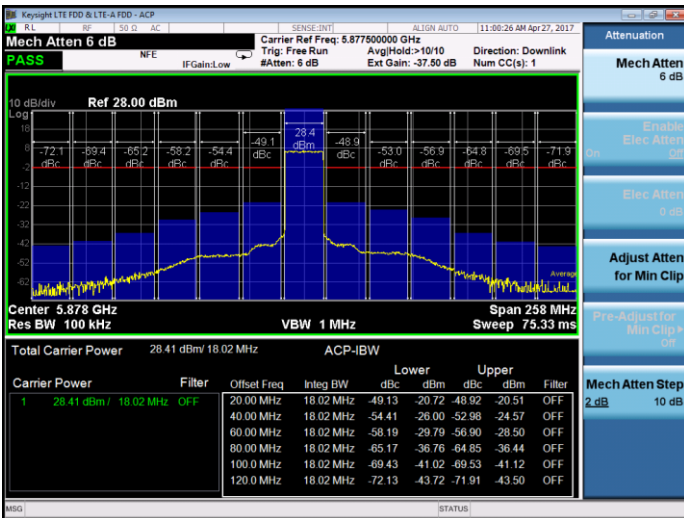 Keysight LTE FDD & LTE-A FDD - ACP
RL RF 50 Ω AC SENSE:INT ALIGN AUTO 11:00:26 AM Apr 27, 2017
Mech Atten 6 dB
PASS
NFE
IFGain:Low
Carrier Ref Freq: 5.877500000 GHz
Trig: Free Run Avg|Hold:>10/10 Direction: Downlink
#Atten: 6 dB Ext Gain: -37.50 dB Num CC(s): 1
10 dB/div Ref 28.00 dBm
Log
18
8
-2
-12
-22
-32
-42
-52
-62
-72.1 dBc
-69.4 dBc
-65.2 dBc
-58.2 dBc
-54.4 dBc
-49.1 dBc
28.4 dBm
-48.9 dBc
-53.0 dBc
-56.9 dBc
-64.8 dBc
-69.5 dBc
-71.9 dBc
Average
Center 5.878 GHz Span 258 MHz
Res BW 100 kHz VBW 1 MHz Sweep 75.33 ms
Total Carrier Power 28.41 dBm/ 18.02 MHz ACP-IBW
Lower Upper
Carrier Power Filter Offset Freq Integ BW dBc dBm dBc dBm Filter
1 28.41 dBm / 18.02 MHz OFF
20.00 MHz 18.02 MHz -49.13 -20.72 -48.92 -20.51 OFF
40.00 MHz 18.02 MHz -54.41 -26.00 -52.98 -24.57 OFF
60.00 MHz 18.02 MHz -58.19 -29.79 -56.90 -28.50 OFF
80.00 MHz 18.02 MHz -65.17 -36.76 -64.85 -36.44 OFF
100.0 MHz 18.02 MHz -69.43 -41.02 -69.53 -41.12 OFF
120.0 MHz 18.02 MHz -72.13 -43.72 -71.91 -43.50 OFF
MSG STATUS
Attenuation
Mech Atten
6 dB
Enable
Elec Atten
On Off
Elec Atten
0 dB
Adjust Atten
for Min Clip
Pre-Adjust for
Min Clip
Off
Mech Atten Step
2 dB 10 dB